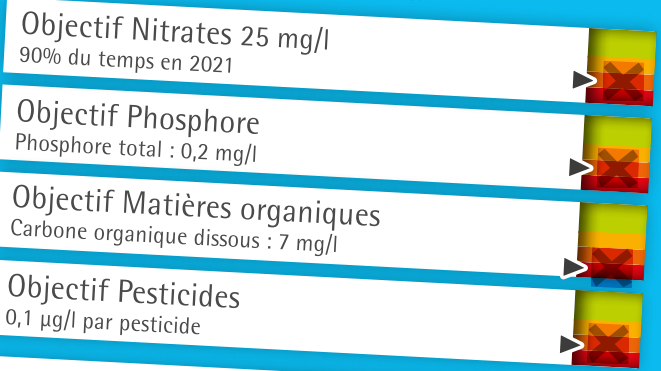 Objectif Nitrates 25 mg/l
90% du temps en 2021
Objectif Phosphore
Phosphore total : 0,2 mg/l
Objectif Matières organiques
Carbone organique dissous : 7 mg/l
Objectif Pesticides
0,1 µg/l par pesticide